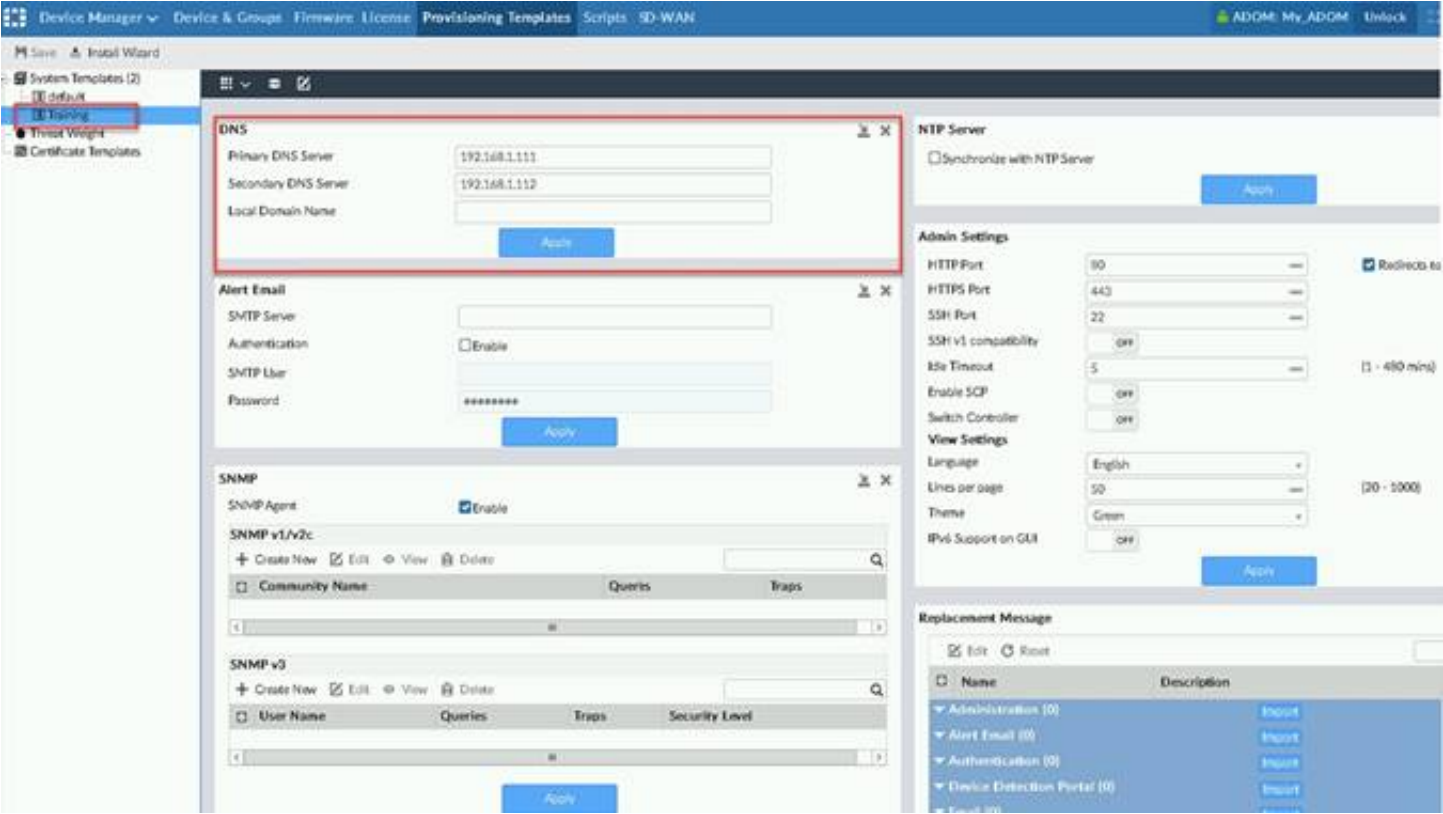 Device Manager Device & Groups Firmware License Provisioning Templates Scripts SD-WAN ADOM: My_ADOM Unlock
Save Install Wizard
System Templates (2)
default
Training
Threat Weight
Certificate Templates
DNS
Primary DNS Server 192.168.1.111
Secondary DNS Server 192.168.1.112
Local Domain Name
Apply
Alert Email
SMTP Server
Authentication Enable
SMTP User
Password ********
Apply
SNMP
SNMP Agent Enable
SNMP v1/v2c
+ Create New Edit View Delete
Community Name Queries Traps
SNMP v3
+ Create New Edit View Delete
User Name Queries Traps Security Level
Apply
NTP Server
Synchronize with NTP Server
Apply
Admin Settings
HTTP Port 80 Redirects to
HTTPS Port 443
SSH Port 22
SSH v1 compatibility OFF
Idle Timeout 5 (1 - 480 mins)
Enable SCP OFF
Switch Controller OFF
View Settings
Language English
Lines per page 50 (20 - 1000)
Theme Green
IPv6 Support on GUI OFF
Apply
Replacement Message
Edit Reset
Name Description
Administration (0) Import
Alert Email (0) Import
Authentication (0) Import
Device Detection Portal (0) Import
Email (0)